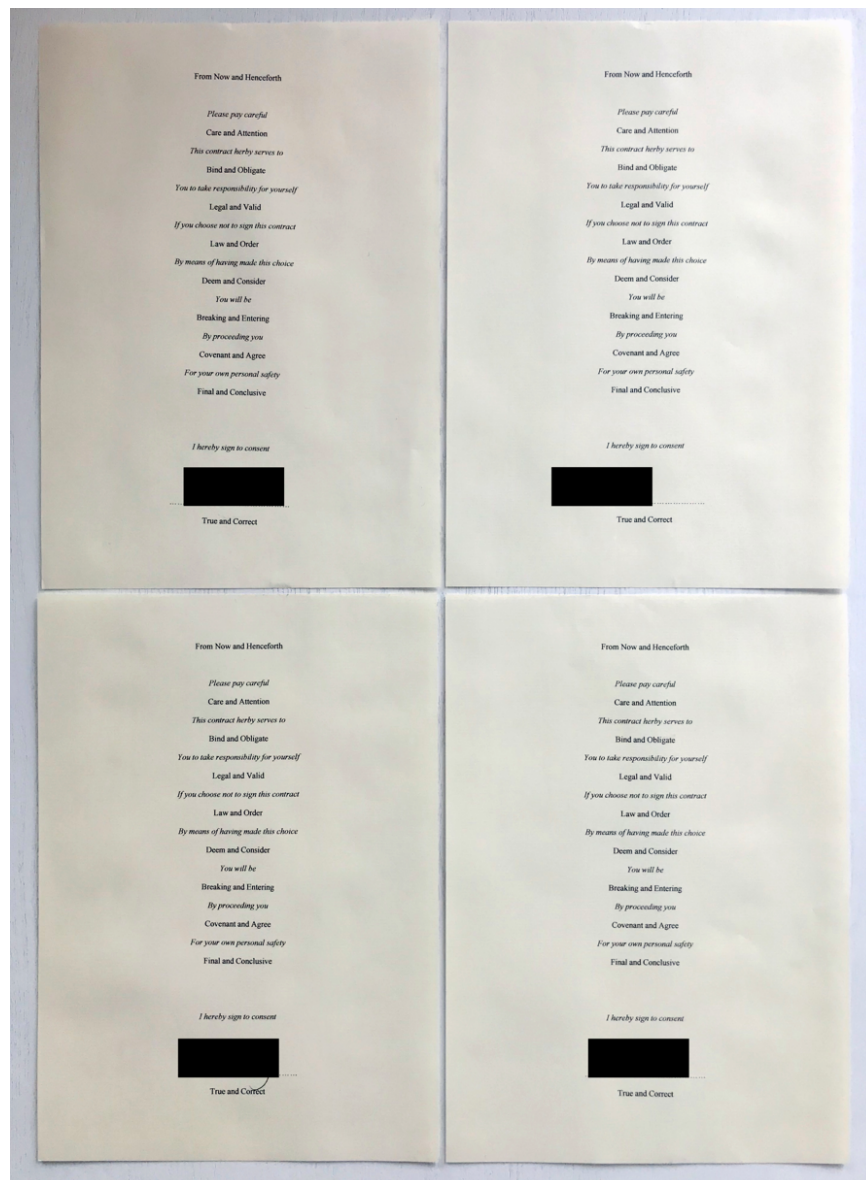 From Now and Henceforth
Please pay careful
Care and Attention
This contract herby serves to
Bind and Obligate
You to take responsibility for yourself
Legal and Valid
If you choose not to sign this contract
Law and Order
By means of having made this choice
Deem and Consider
You will be
Breaking and Entering
By proceeding you
Covenant and Agree
For your own personal safety
Final and Conclusive
I hereby sign to consent
True and Correct
From Now and Henceforth
Please pay careful
Care and Attention
This contract herby serves to
Bind and Obligate
You to take responsibility for yourself
Legal and Valid
If you choose not to sign this contract
Law and Order
By means of having made this choice
Deem and Consider
You will be
Breaking and Entering
By proceeding you
Covenant and Agree
For your own personal safety
Final and Conclusive
I hereby sign to consent
True and Correct
From Now and Henceforth
Please pay careful
Care and Attention
This contract herby serves to
Bind and Obligate
You to take responsibility for yourself
Legal and Valid
If you choose not to sign this contract
Law and Order
By means of having made this choice
Deem and Consider
You will be
Breaking and Entering
By proceeding you
Covenant and Agree
For your own personal safety
Final and Conclusive
I hereby sign to consent
True and Correct
From Now and Henceforth
Please pay careful
Care and Attention
This contract herby serves to
Bind and Obligate
You to take responsibility for yourself
Legal and Valid
If you choose not to sign this contract
Law and Order
By means of having made this choice
Deem and Consider
You will be
Breaking and Entering
By proceeding you
Covenant and Agree
For your own personal safety
Final and Conclusive
I hereby sign to consent
True and Correct